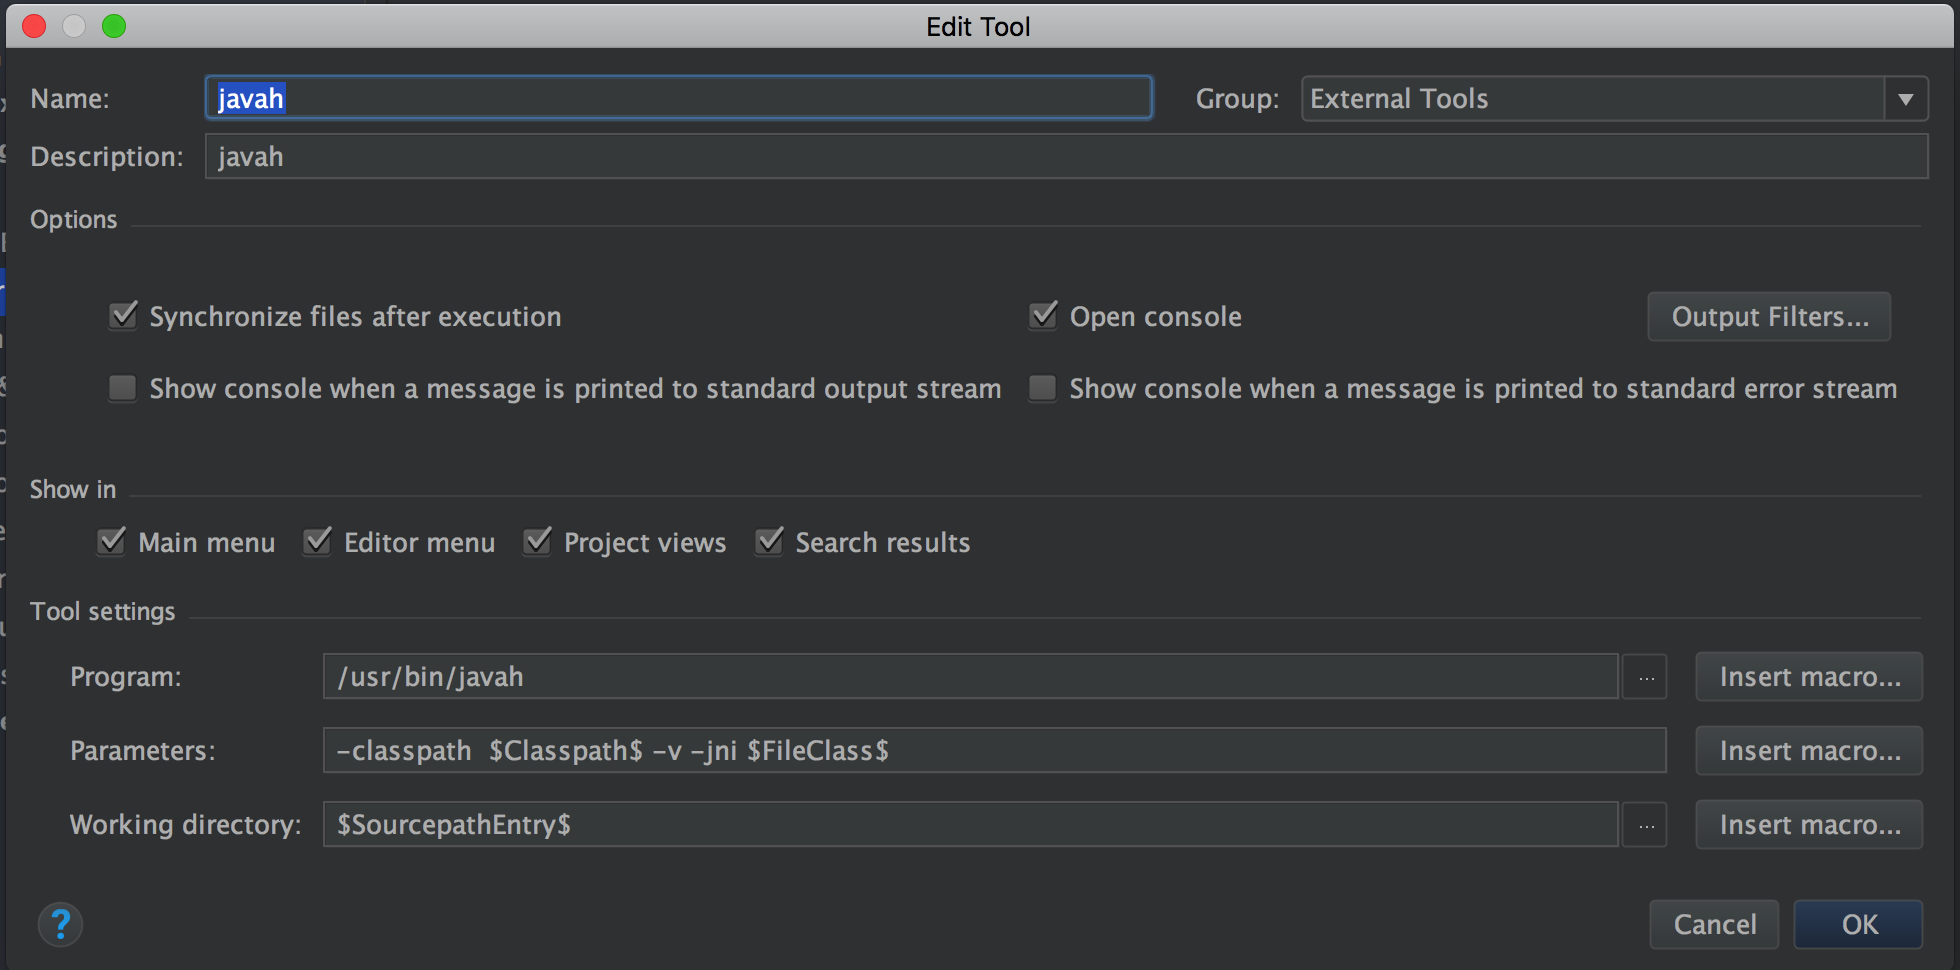 Edit Tool
Name: javah Group: External Tools
Description: javah
Options
Synchronize files after execution Open console Output Filters...
Show console when a message is printed to standard output stream Show console when a message is printed to standard error stream
Show in
Main menu Editor menu Project views Search results
Tool settings
Program: /usr/bin/javah ... Insert macro...
Parameters: -classpath  $Classpath$ -v -jni $FileClass$ Insert macro...
Working directory: $SourcepathEntry$ ... Insert macro...
? Cancel OK